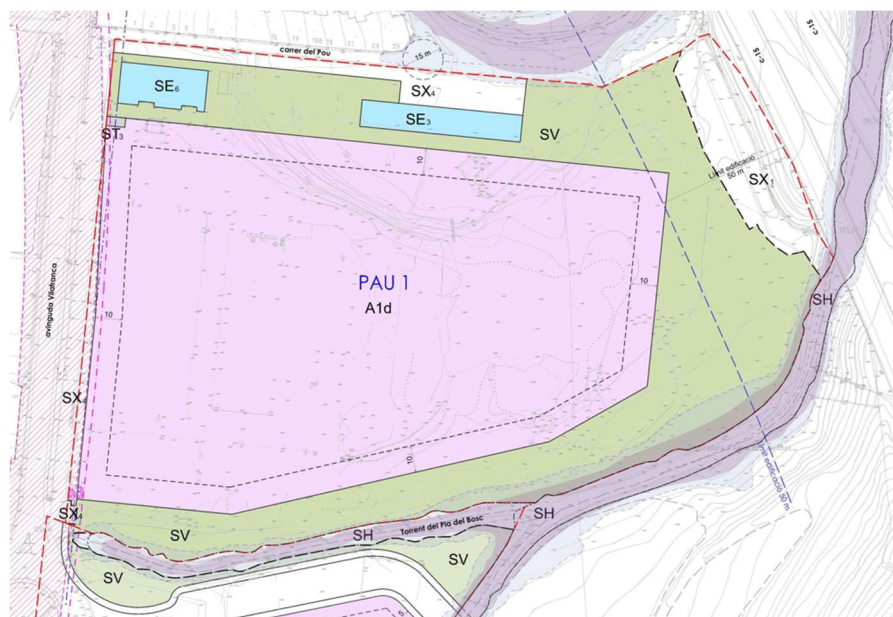 carrer del Pou
15 m
c-15
c-15
SE6
SX4
SE3
SV
ST3
10
Límit edificació
50 m
SX1
PAU 1
A1d
10
10
SH
avinguda Vilafranca
SX
10
SX4
SV
Torrent del Pla del Bosc
SH
SH
Límit edificació 50 m
SV
SV